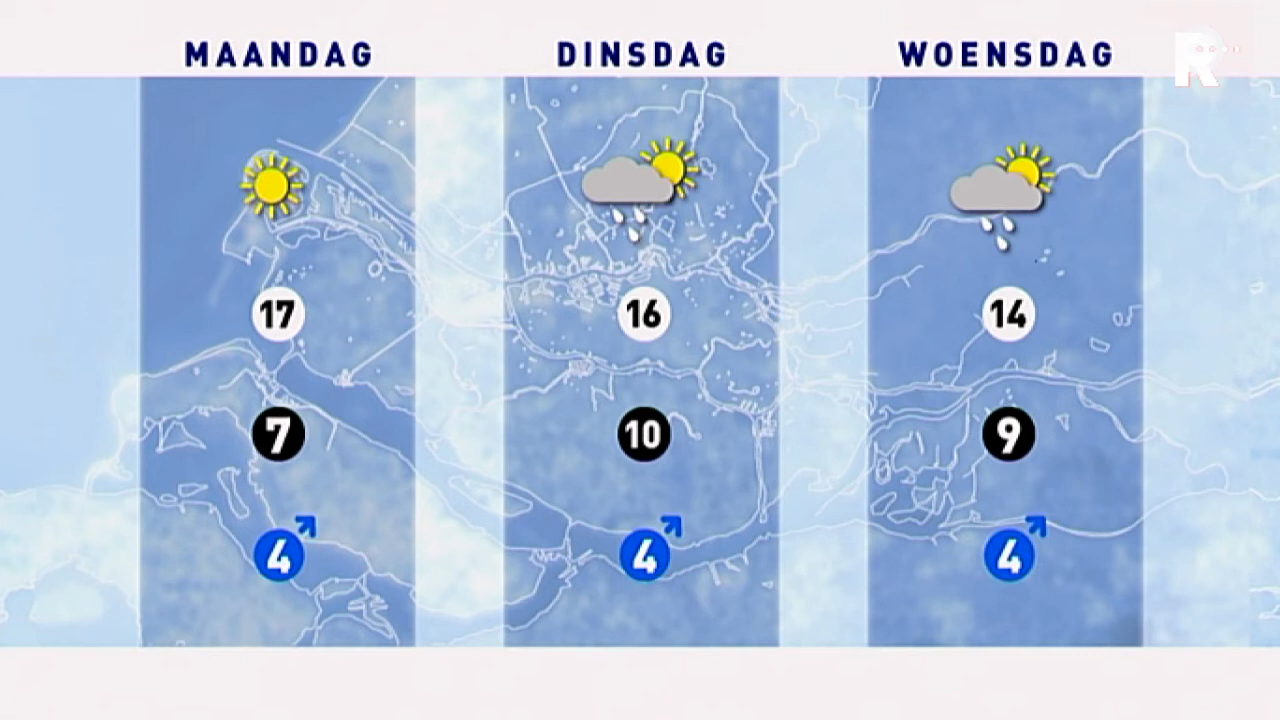 MAANDAG DINSDAG WOENSDAG
R
17 16 14
7 10 9
4 4 4